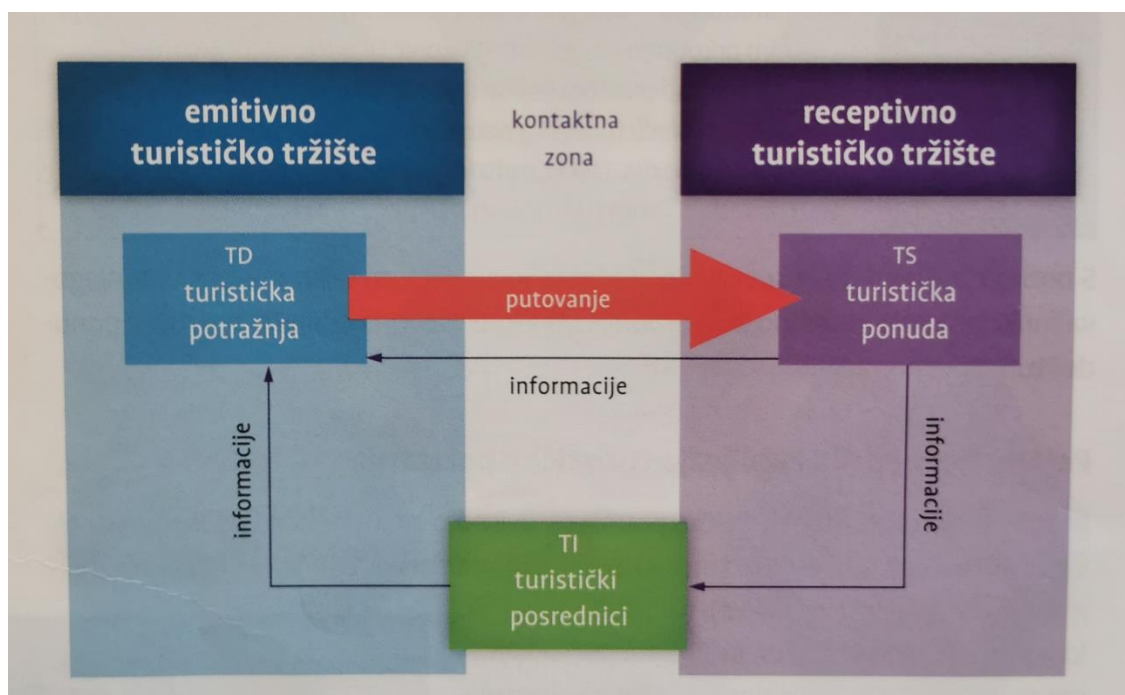 emitivno
turističko tržište
kontaktna
zona
receptivno
turističko tržište
TD
turistička
potražnja
putovanje
TS
turistička
ponuda
informacije
informacije
informacije
TI
turistički
posrednici